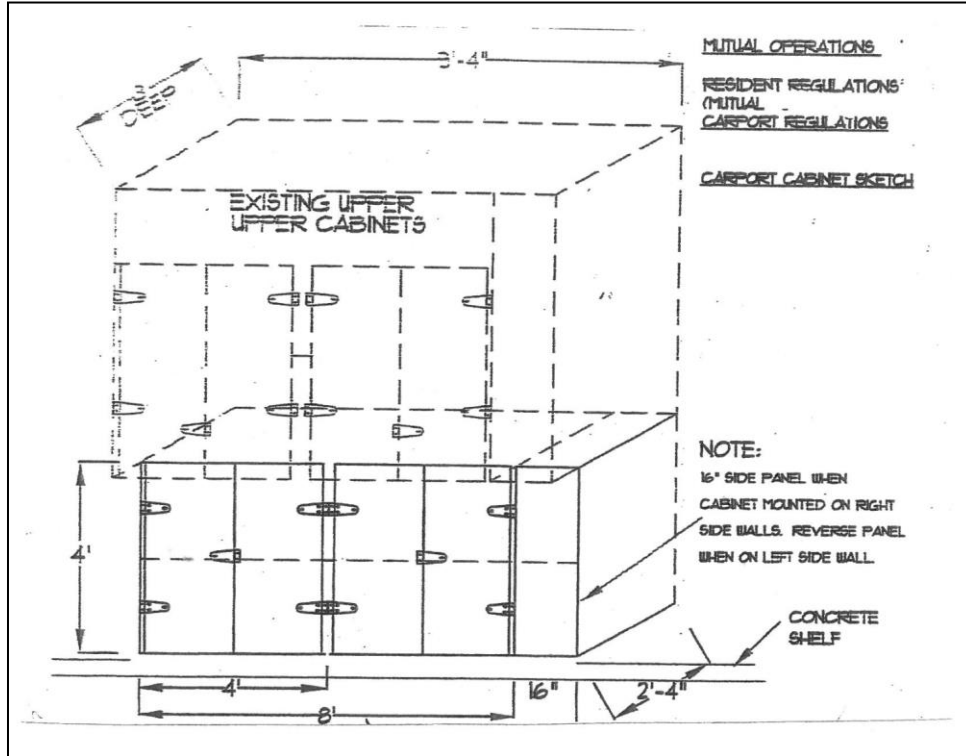 3'-4"
DEEP
MUTUAL OPERATIONS
RESIDENT REGULATIONS
(MUTUAL
CARPORT REGULATIONS
CARPORT CABINET SKETCH
EXISTING UPPER
UPPER CABINETS
NOTE:
16" SIDE PANEL WHEN
CABINET MOUNTED ON RIGHT
SIDE WALLS. REVERSE PANEL
WHEN ON LEFT SIDE WALL
4'
CONCRETE
SHELF
4'
16"
2'-4"
8'